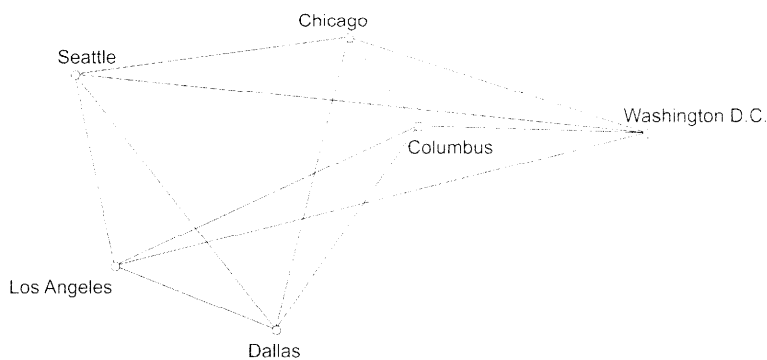 Chicago
Seattle
Washington D.C.
Columbus
Los Angeles
Dallas